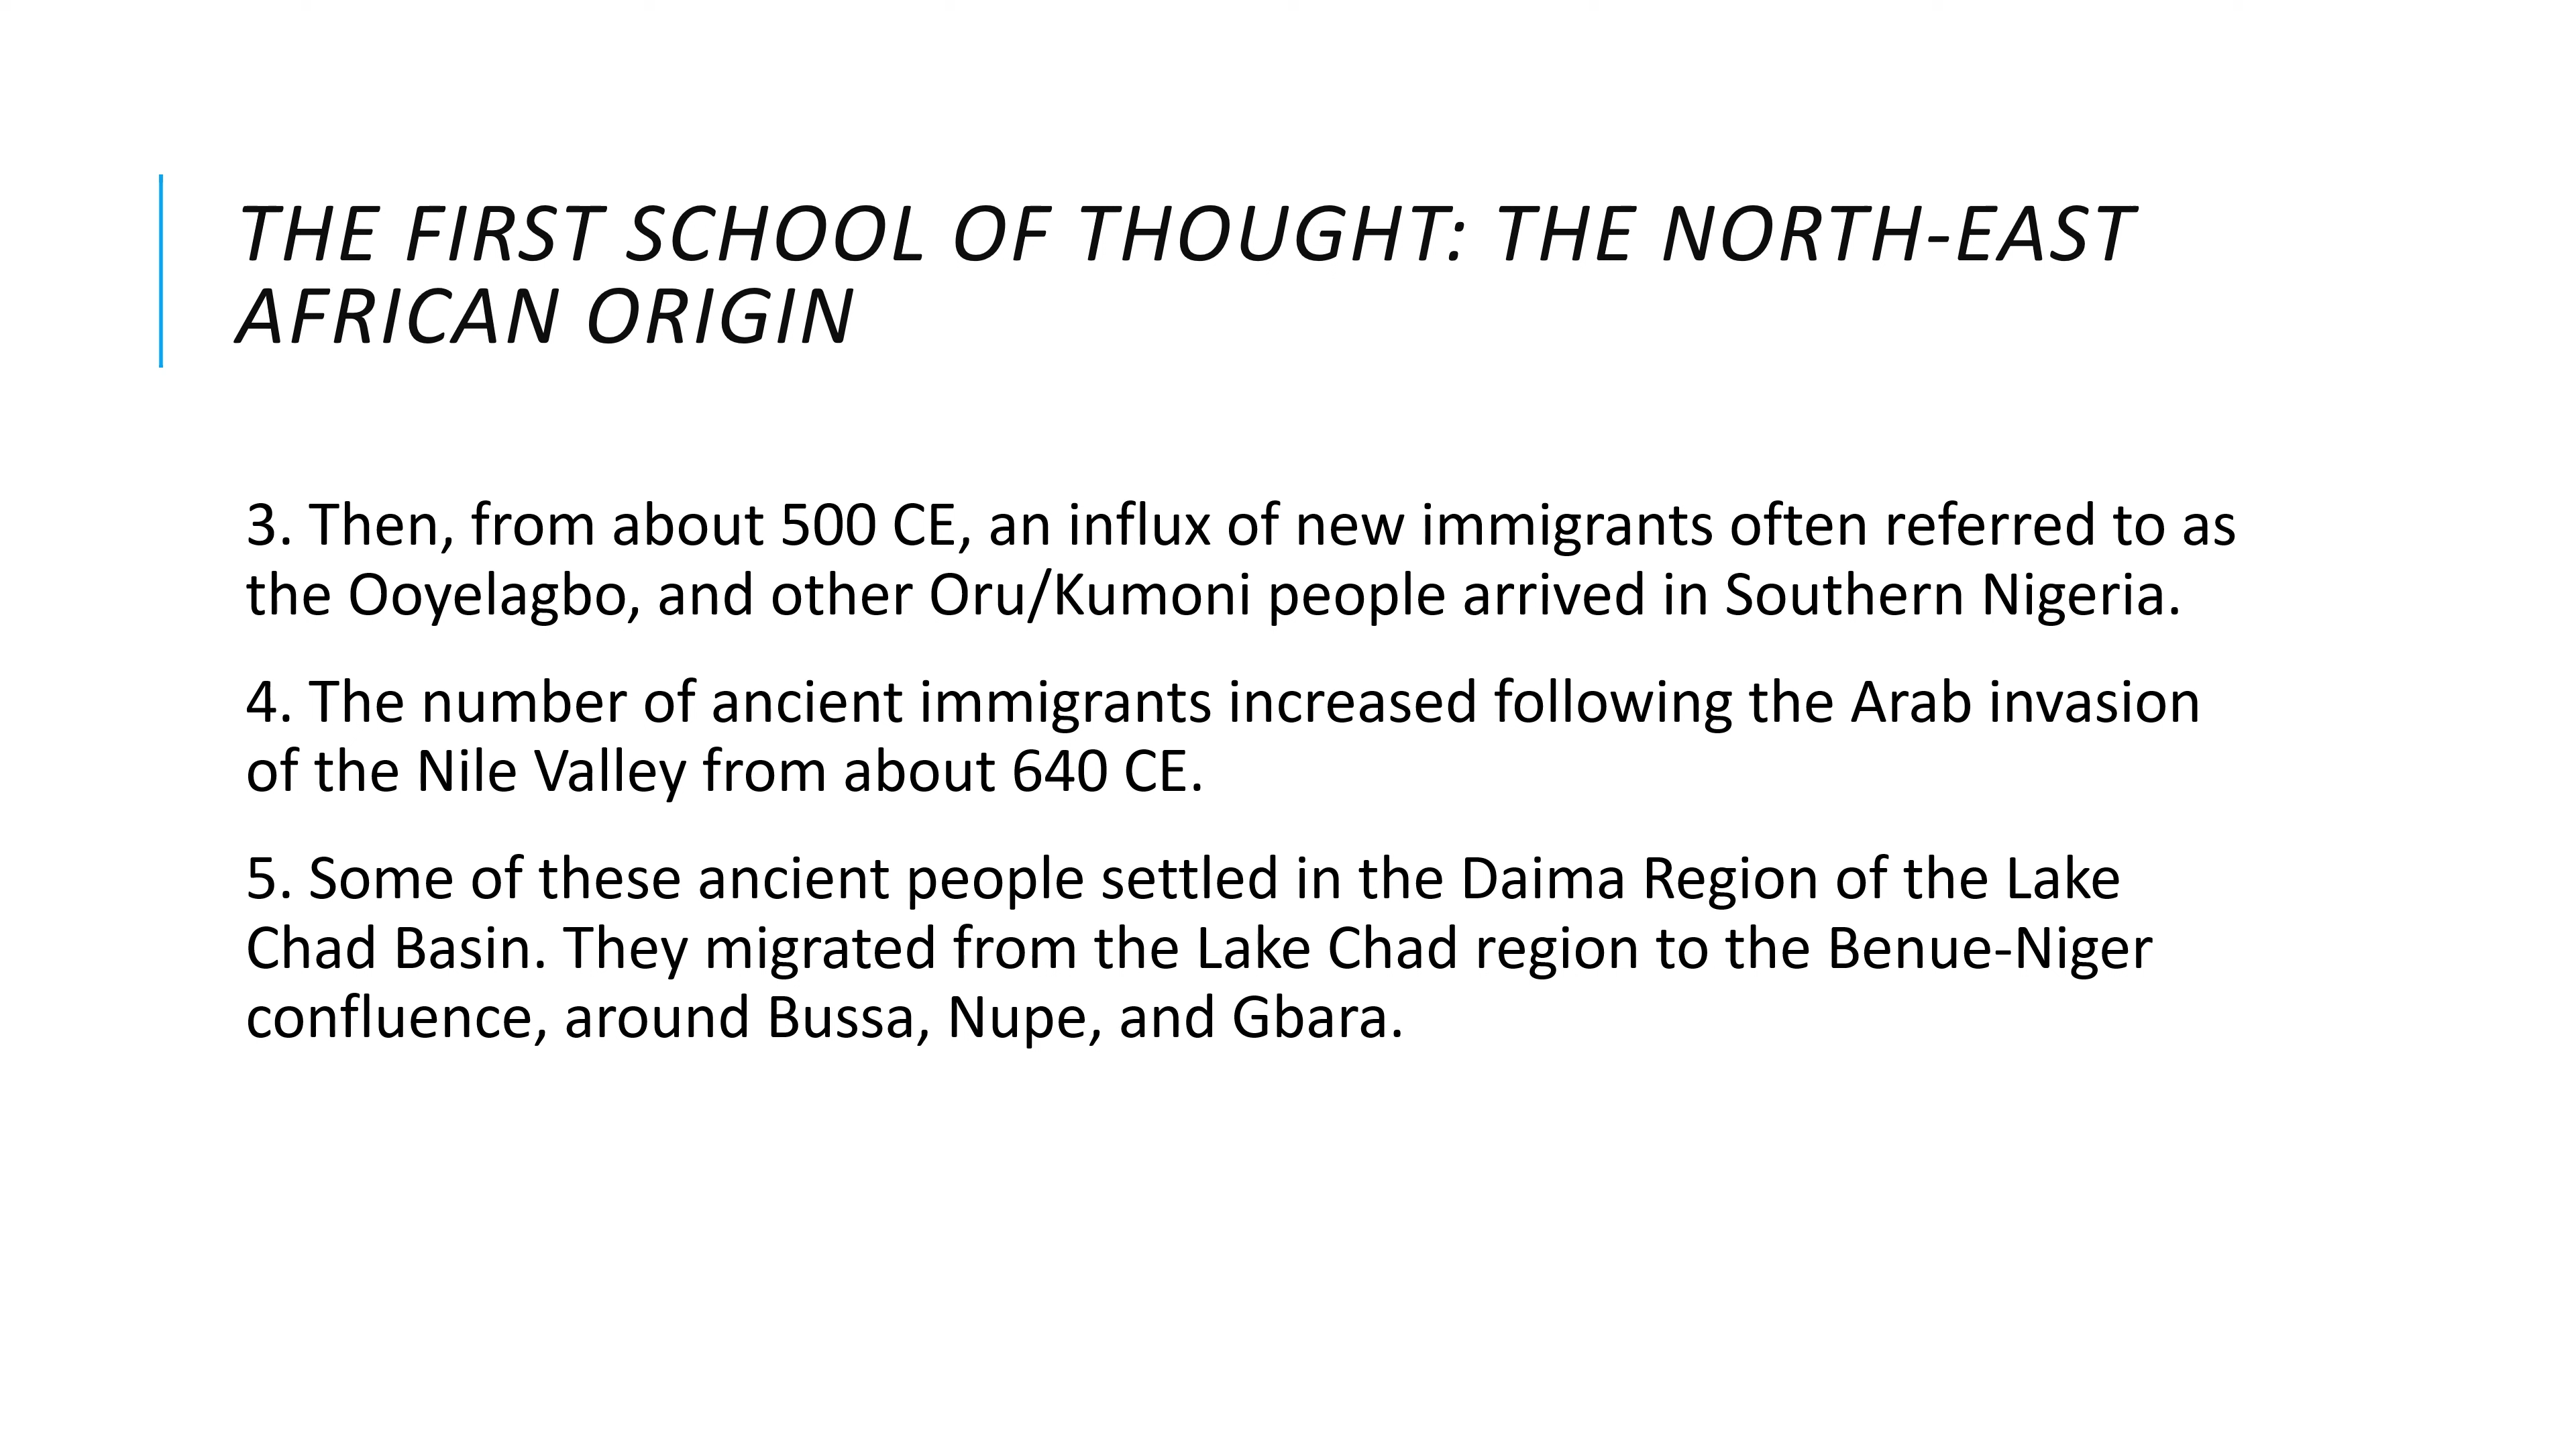 THE FIRST SCHOOL OF THOUGHT: THE NORTH-EAST
AFRICAN ORIGIN
3. Then, from about 500 CE, an influx of new immigrants often referred to as
the Ooyelagbo, and other Oru/Kumoni people arrived in Southern Nigeria.
4. The number of ancient immigrants increased following the Arab invasion
of the Nile Valley from about 640 CE.
5. Some of these ancient people settled in the Daima Region of the Lake
Chad Basin. They migrated from the Lake Chad region to the Benue-Niger
confluence, around Bussa, Nupe, and Gbara.